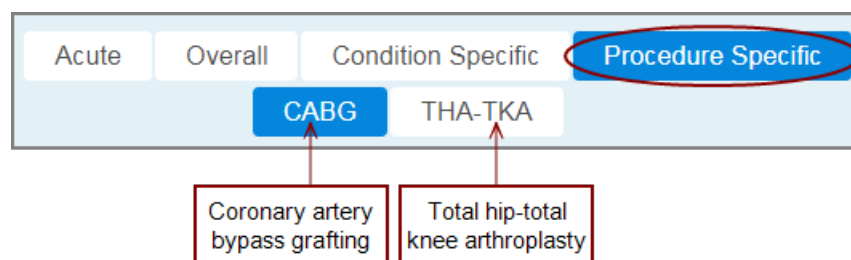 Acute Overall Condition Specific Procedure Specific
CABG THA-TKA
Coronary artery
bypass grafting
Total hip-total
knee arthroplasty